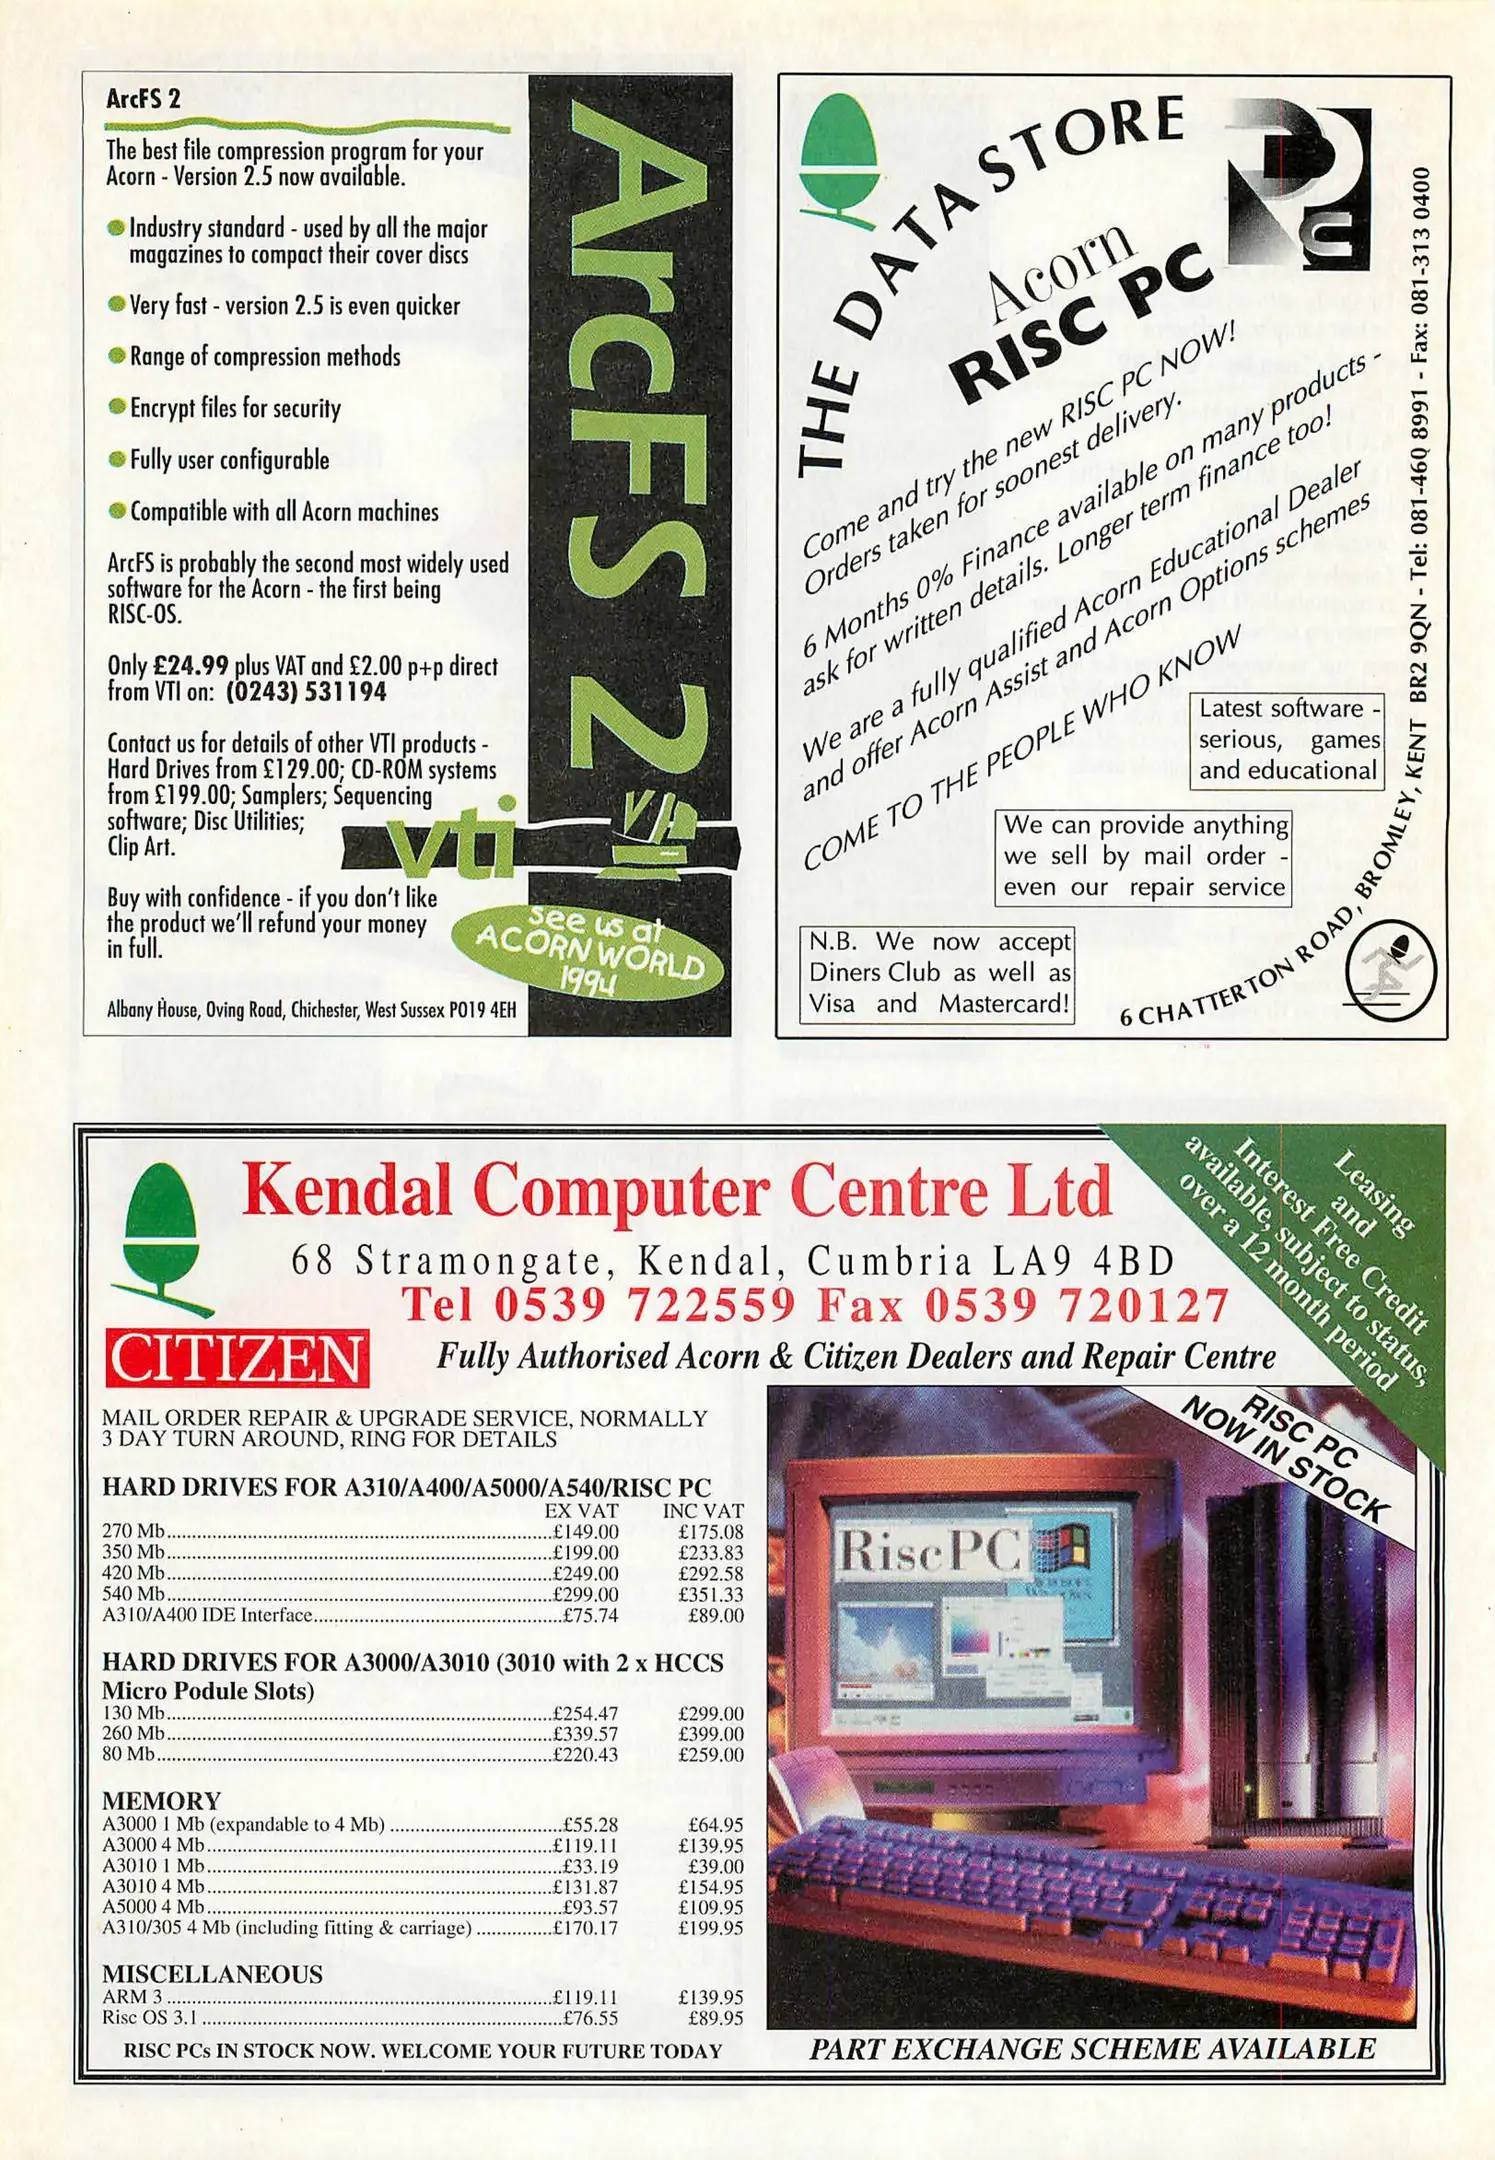 ArcFS 2
The best file compression program for your
Acorn - Version 2.5 now available.
Industry standard - used by all the major
magazines to compact their cover discs
Very fast - version 2.5 is even quicker
Range of compression methods
Encrypt files for security
Fully user configurable
Compatible with all Acorn machines
ArcFS is probably the second most widely used
software for the Acorn - the first being
RISC-OS.
Only £24.99 plus VAT and £2.00 p+p direct
from VTI on: (0243) 531194
Contact us for details of other VTI products -
Hard Drives from £129.00; CD-ROM systems
from £199.00; Samplers; Sequencing
software; Disc Utilities;
Clip Art.
Buy with confidence - if you don't like
the product we'll refund your money
in full.
Albany House, Oving Road, Chichester, West Sussex PO19 4EH
ArcFS 2
vti
see us at
ACORN WORLD
1994
THE DATA STORE
Acorn
RISC PC
Come and try the new RISC PC NOW!
Orders taken for soonest delivery.
6 Months 0% Finance available on many products -
ask for written details. Longer term finance too!
We are a fully qualified Acorn Educational Dealer
and offer Acorn Assist and Acorn Options schemes
COME TO THE PEOPLE WHO KNOW
Latest software -
serious, games
and educational
We can provide anything
we sell by mail order -
even our repair service
N.B. We now accept
Diners Club as well as
Visa and Mastercard!
6 CHATTERTON ROAD, BROMLEY, KENT BR2 9QN - Tel: 081-460 8991 - Fax: 081-313 0400
Kendal Computer Centre Ltd
68 Stramongate, Kendal, Cumbria LA9 4BD
Tel 0539 722559 Fax 0539 720127
CITIZEN
Fully Authorised Acorn & Citizen Dealers and Repair Centre
Leasing
and
Interest Free Credit
available, subject to status,
over a 12 month period
RISC PC
NOW IN STOCK
MAIL ORDER REPAIR & UPGRADE SERVICE, NORMALLY
3 DAY TURN AROUND, RING FOR DETAILS
HARD DRIVES FOR A310/A400/A5000/A540/RISC PC
EX VAT INC VAT
270 Mb £149.00 £175.08
350 Mb £199.00 £233.83
420 Mb £249.00 £292.58
540 Mb £299.00 £351.33
A310/A400 IDE Interface £75.74 £89.00
HARD DRIVES FOR A3000/A3010 (3010 with 2 x HCCS
Micro Podule Slots)
130 Mb £254.47 £299.00
260 Mb £339.57 £399.00
80 Mb £220.43 £259.00
MEMORY
A3000 1 Mb (expandable to 4 Mb) £55.28 £64.95
A3000 4 Mb £119.11 £139.95
A3010 1 Mb £33.19 £39.00
A3010 4 Mb £131.87 £154.95
A5000 4 Mb £93.57 £109.95
A310/305 4 Mb (including fitting & carriage) £170.17 £199.95
MISCELLANEOUS
ARM 3 £119.11 £139.95
Risc OS 3.1 £76.55 £89.95
RISC PCs IN STOCK NOW. WELCOME YOUR FUTURE TODAY
RiscPC
PART EXCHANGE SCHEME AVAILABLE